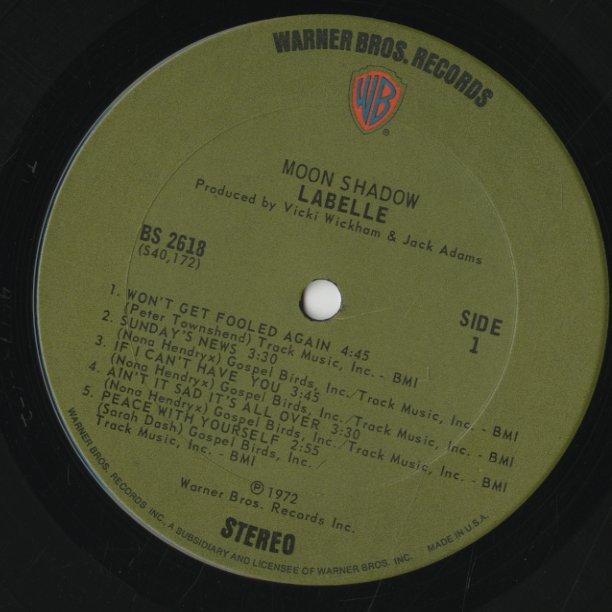 WARNER BROS. RECORDS
WB
®
MOON SHADOW
LABELLE
Produced by Vicki Wickham & Jack Adams
BS 2618
(S40,172)
SIDE
1
1. WON'T GET FOOLED AGAIN 4:45
(Peter Townshend) Track Music, Inc. - BMI
2. SUNDAY'S NEWS 3:30
(Nona Hendryx) Gospel Birds, Inc./Track Music, Inc. - BMI
3. IF I CAN'T HAVE YOU 3:45
(Nona Hendryx) Gospel Birds, Inc./Track Music, Inc. - BMI
4. AIN'T IT SAD IT'S ALL OVER 3:30
(Nona Hendryx) Gospel Birds, Inc./Track Music, Inc. - BMI
5. PEACE WITH YOURSELF 2:55
(Sarah Dash) Gospel Birds, Inc./
Track Music, Inc. - BMI
℗ 1972
Warner Bros. Records Inc.
STEREO
WARNER BROS. RECORDS INC., A SUBSIDIARY AND LICENSEE OF WARNER BROS. INC. MADE IN U.S.A.